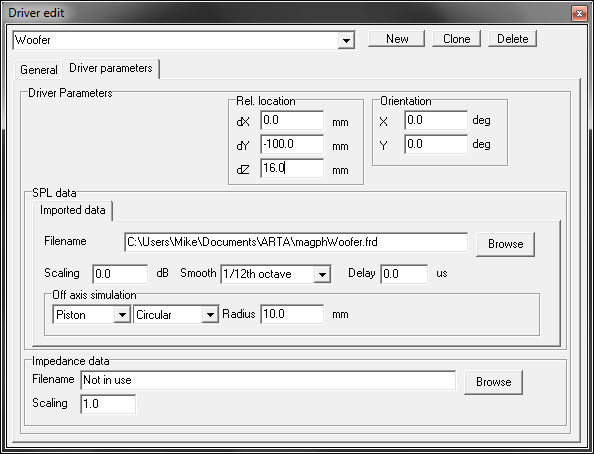 Driver edit
Woofer New Clone Delete
General Driver parameters
Driver Parameters
Rel. location Orientation
dX 0.0 mm X 0.0 deg
dY -100.0 mm Y 0.0 deg
dZ 16.0 mm
SPL data
Imported data
Filename C:\Users\Mike\Documents\ARTA\magphWoofer.frd Browse
Scaling 0.0 dB Smooth 1/12th octave Delay 0.0 us
Off axis simulation
Piston Circular Radius 10.0 mm
Impedance data
Filename Not in use Browse
Scaling 1.0